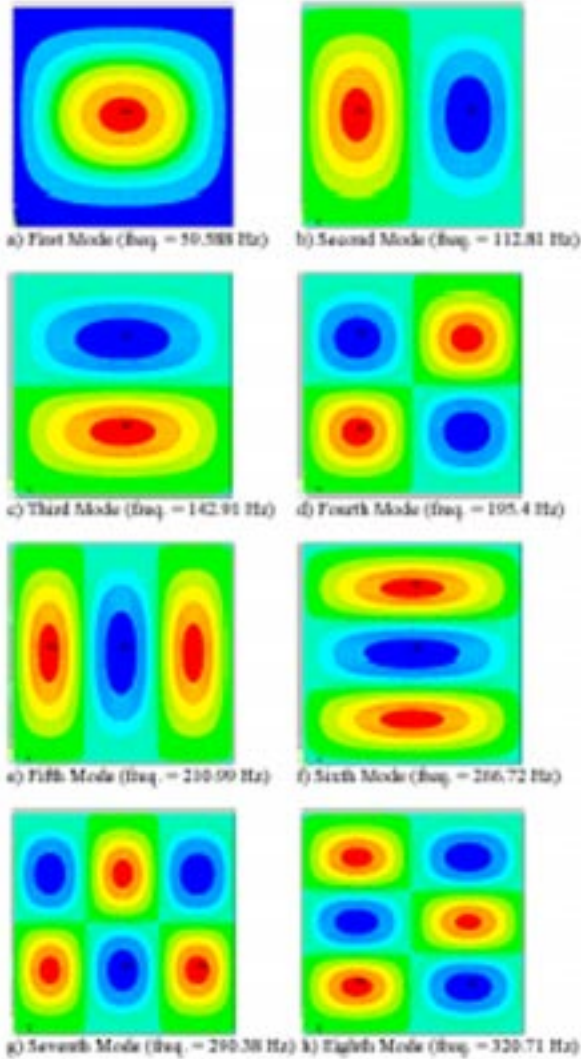 a) First Mode (freq. = 59.588 Hz)
b) Second Mode (freq. = 112.81 Hz)
c) Third Mode (freq. = 142.91 Hz)
d) Fourth Mode (freq. = 195.4 Hz)
e) Fifth Mode (freq. = 210.99 Hz)
f) Sixth Mode (freq. = 286.72 Hz)
g) Seventh Mode (freq. = 290.38 Hz)
h) Eighth Mode (freq. = 320.71 Hz)